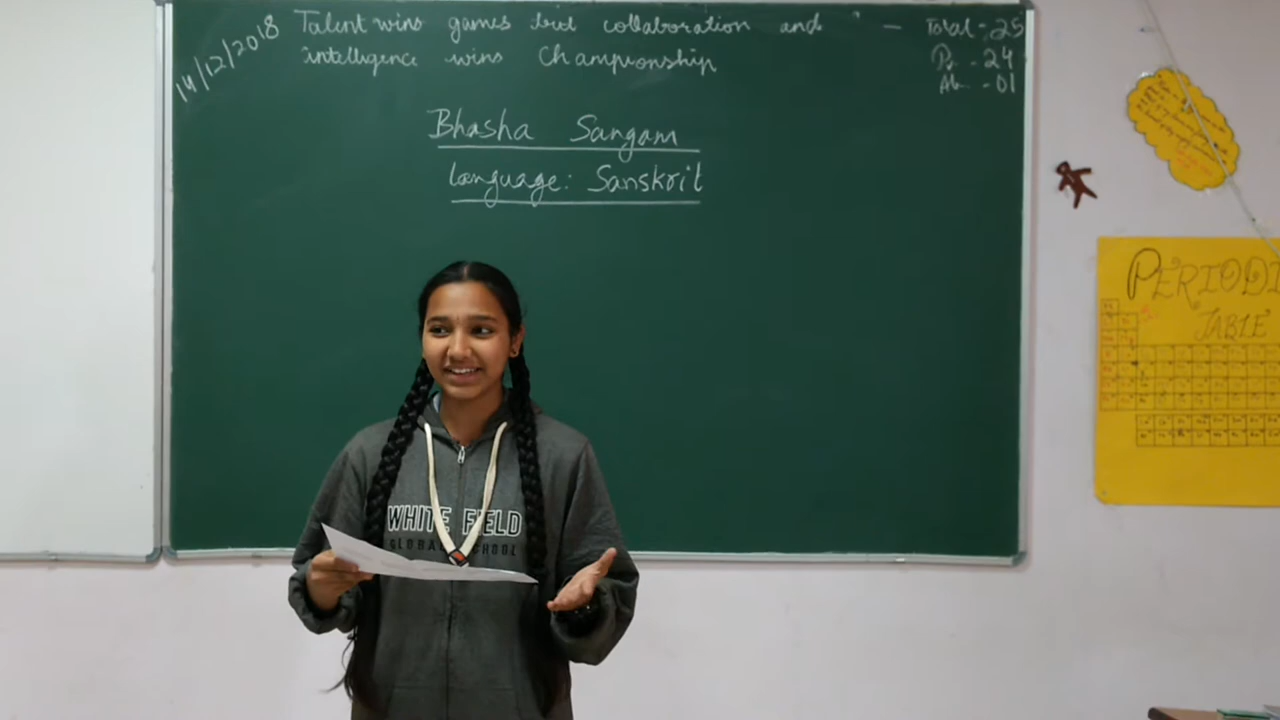 14/12/2018
Talent wins games but collaboration and " —
intelligence wins Championship
Total - 25
Pr. - 24
Ab - 01
Bhasha Sangam
Language: Sanskrit
WHITE FIELD
GLOBAL SCHOOL
PERIODI
TABLE